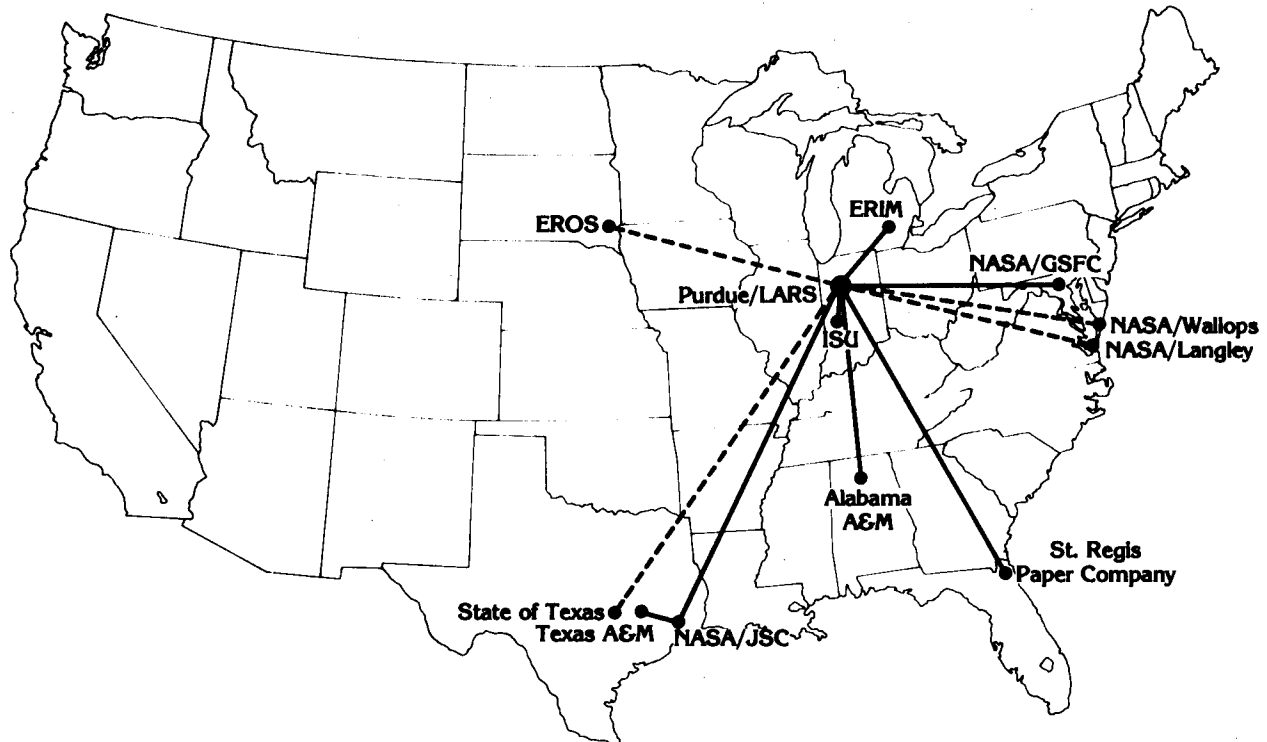 ERIM
EROS
NASA/GSFC
Purdue/LARS
NASA/Wallops
ISU
NASA/Langley
Alabama
A&M
St. Regis
Paper Company
State of Texas
Texas A&M
NASA/JSC